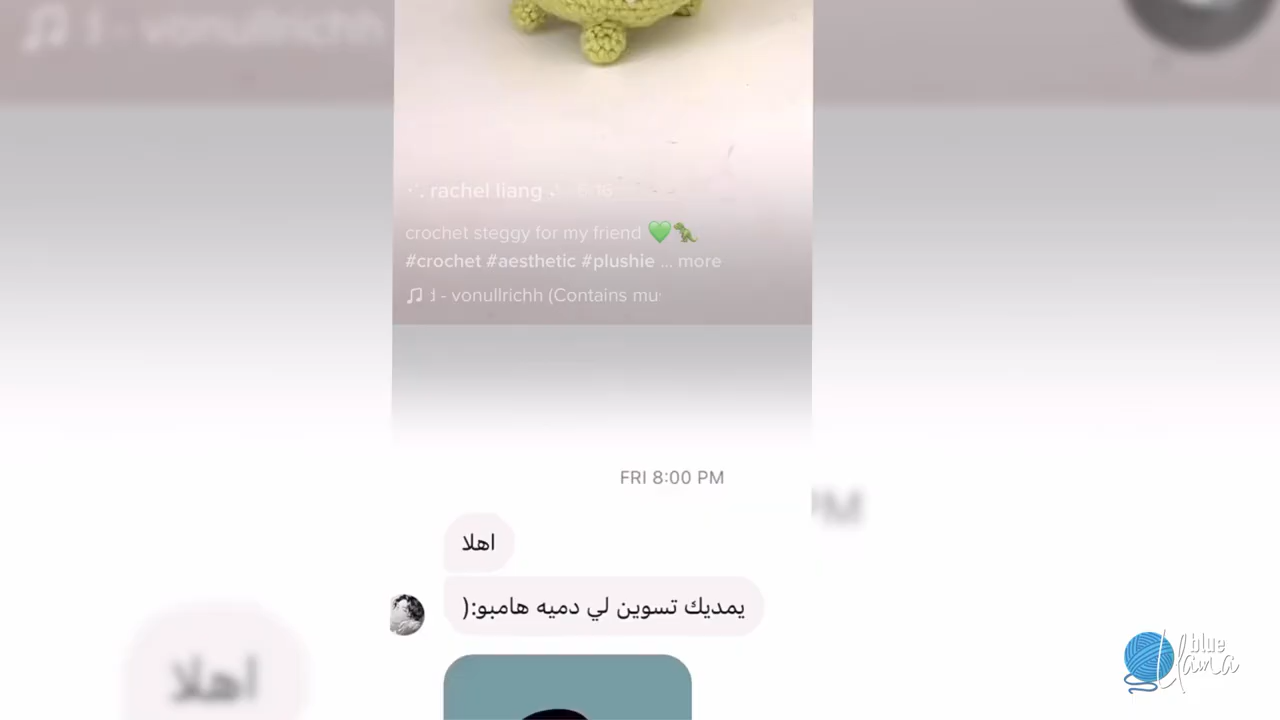 rachel liang
crochet steggy for my friend 💚🦖
#crochet #aesthetic #plushie ... more
- vonullrichh (Contains mu
FRI 8:00 PM
اهلا
يمديك تسوين لي دميه هامبو:(
blue
llama